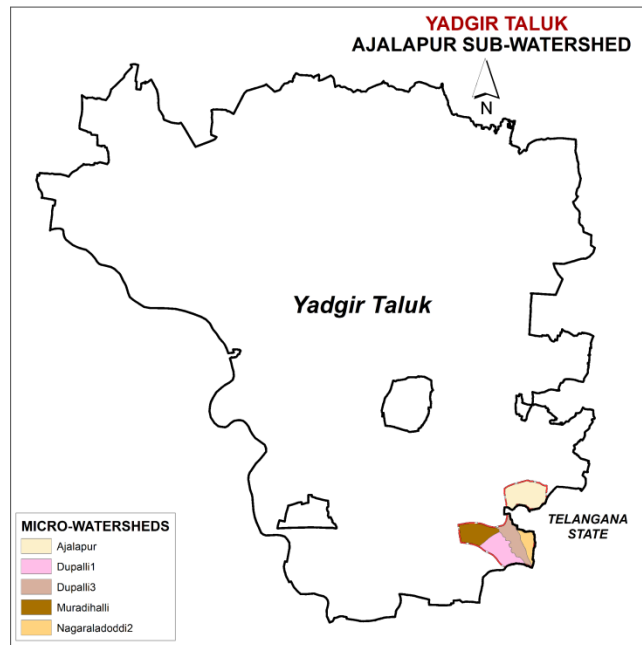 YADGIR TALUK
AJALAPUR SUB-WATERSHED
N
Yadgir Taluk
TELANGANA
STATE
MICRO-WATERSHEDS
Ajalapur
Dupalli1
Dupalli3
Muradihalli
Nagaraladoddi2